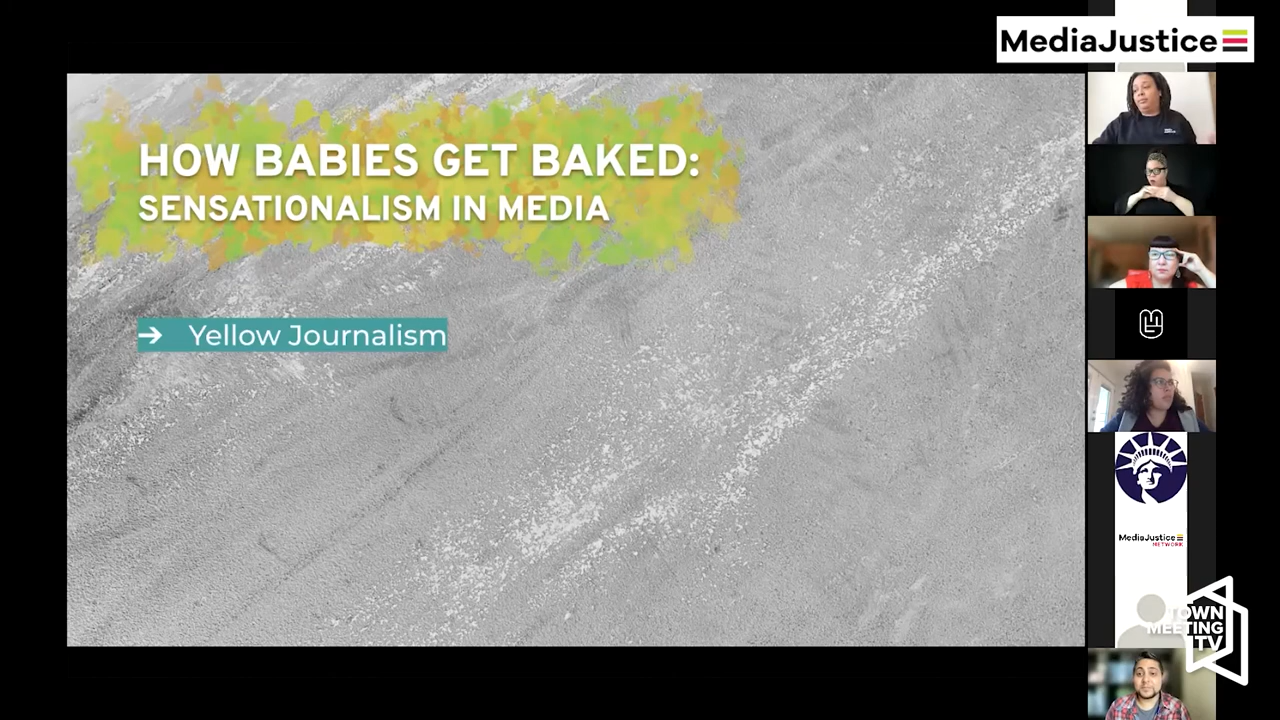 MediaJustice
HOW BABIES GET BAKED:
SENSATIONALISM IN MEDIA
→ Yellow Journalism
MediaJustice
NETWORK
TOWN
MEETING
TV